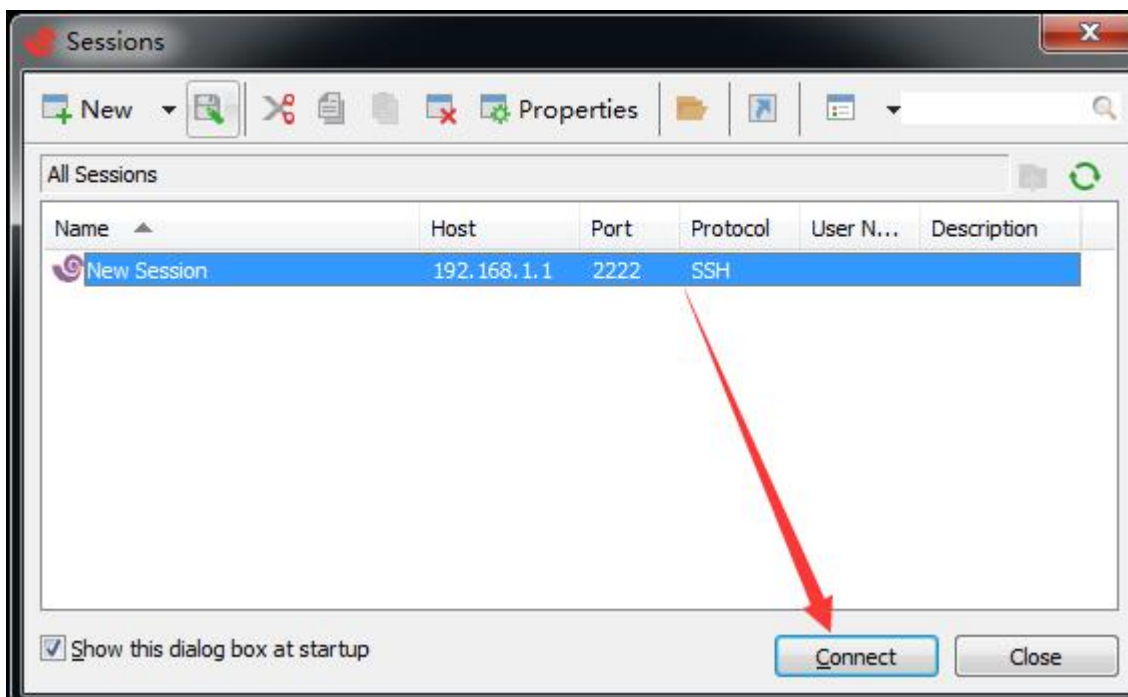 Sessions
New Properties
All Sessions
Name Host Port Protocol User N... Description
New Session 192.168.1.1 2222 SSH
Show this dialog box at startup Connect Close